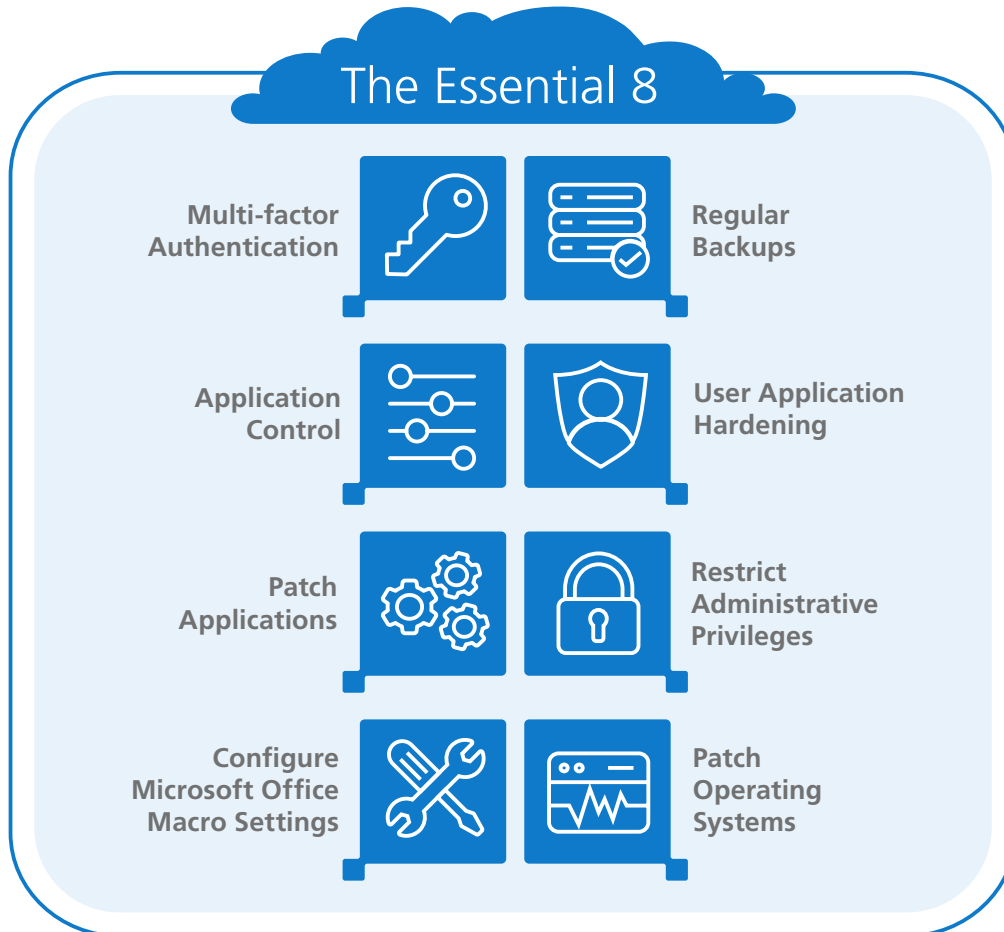 The Essential 8
Multi-factor
Authentication
Regular
Backups
Application
Control
User Application
Hardening
Patch
Applications
Restrict
Administrative
Privileges
Configure
Microsoft Office
Macro Settings
Patch
Operating
Systems